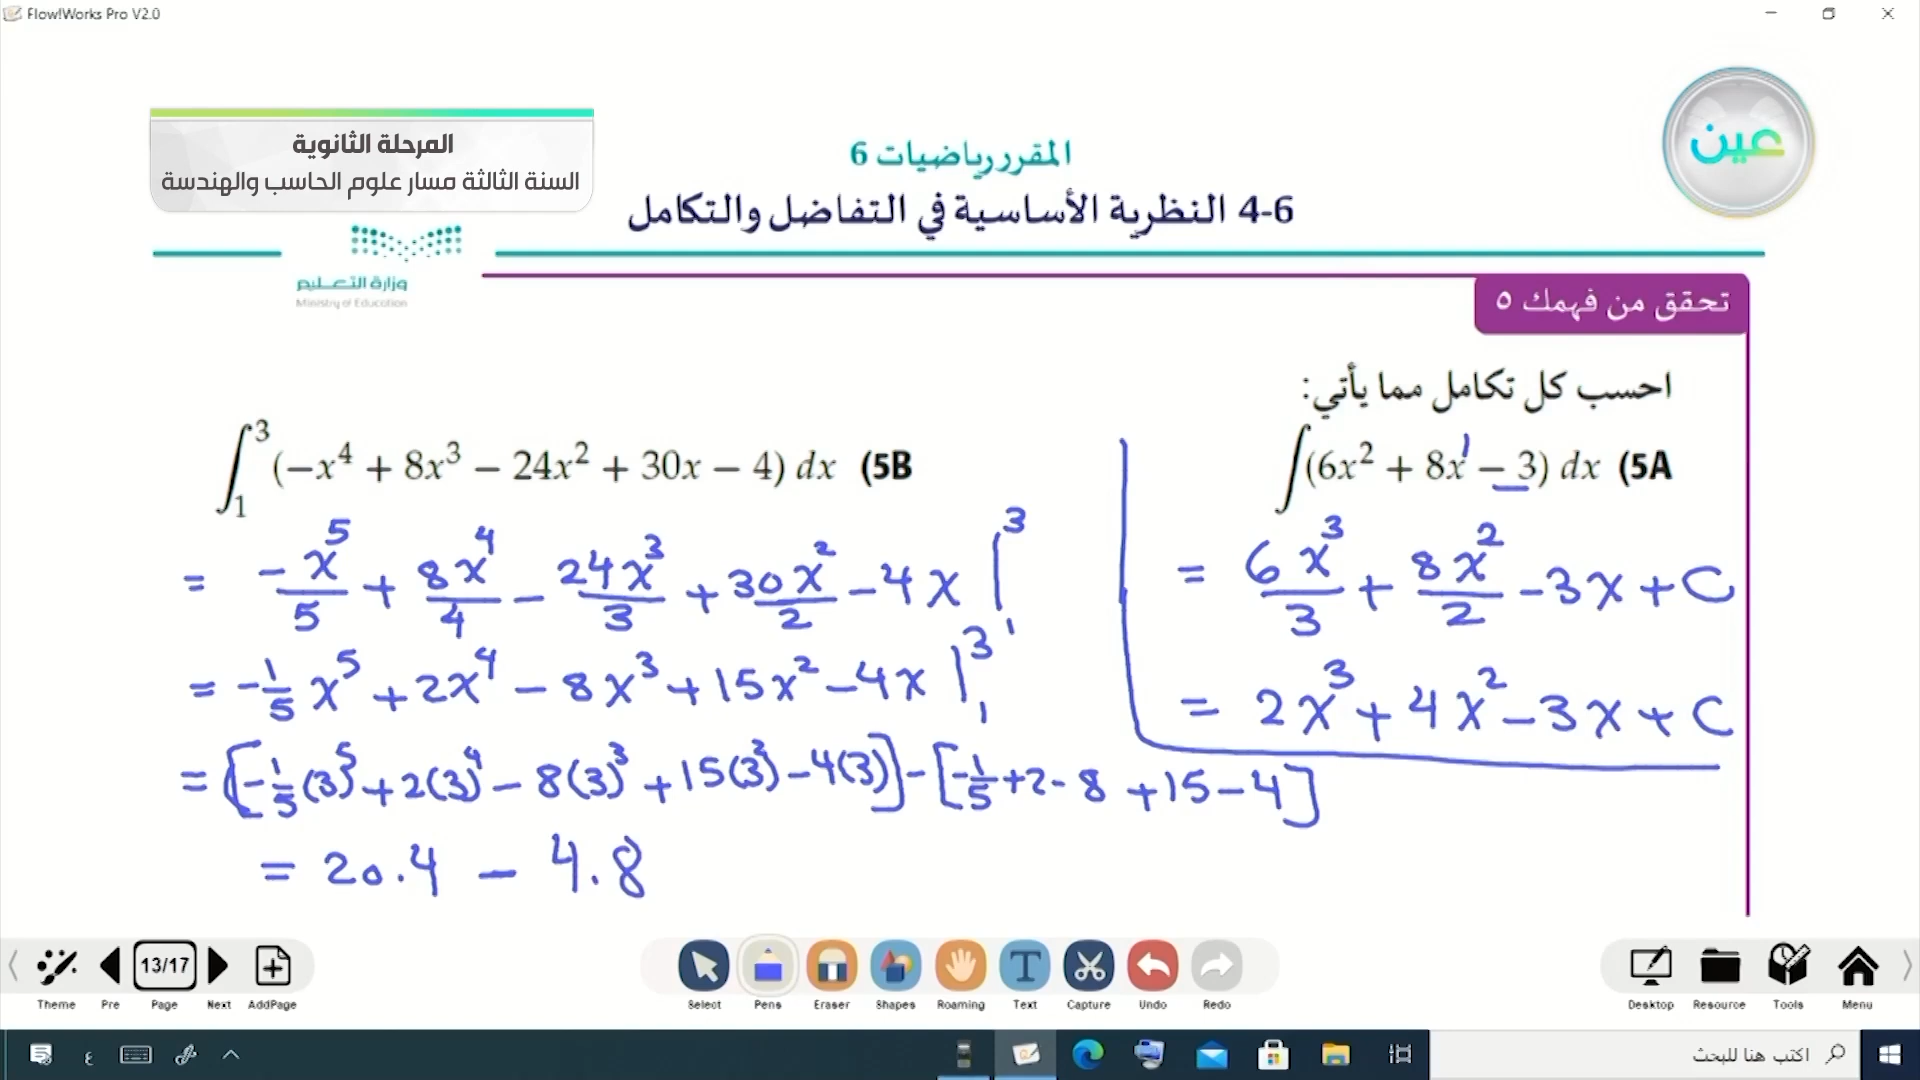 Flow!Works Pro V2.0
عين
المرحلة الثانوية
السنة الثالثة مسار علوم الحاسب والهندسة
المقرر رياضيات 6
4-6 النظرية الأساسية في التفاضل والتكامل
وزارة التعـليم
Ministry of Education
تحقق من فهمك ٥
احسب كل تكامل مما يأتي:
∫(6x² + 8x¹ − 3) dx (5A
= 6x³/3 + 8x²/2 − 3x + C
= 2x³ + 4x² − 3x + C
∫₁³ (−x⁴ + 8x³ − 24x² + 30x − 4) dx (5B
= −x⁵/5 + 8x⁴/4 − 24x³/3 + 30x²/2 − 4x |₁³
= −1/5 x⁵ + 2x⁴ − 8x³ + 15x² − 4x |₁³
= [−1/5 (3)⁵ + 2(3)⁴ − 8(3)³ + 15(3)² − 4(3)] − [−1/5 + 2 - 8 + 15 − 4]
= 20.4 − 4.8
Theme Pre 13/17 Page Next AddPage Select Pens Eraser Shapes Roaming Text Capture Undo Redo Desktop Resource Tools Menu
ع
اكتب هنا للبحث